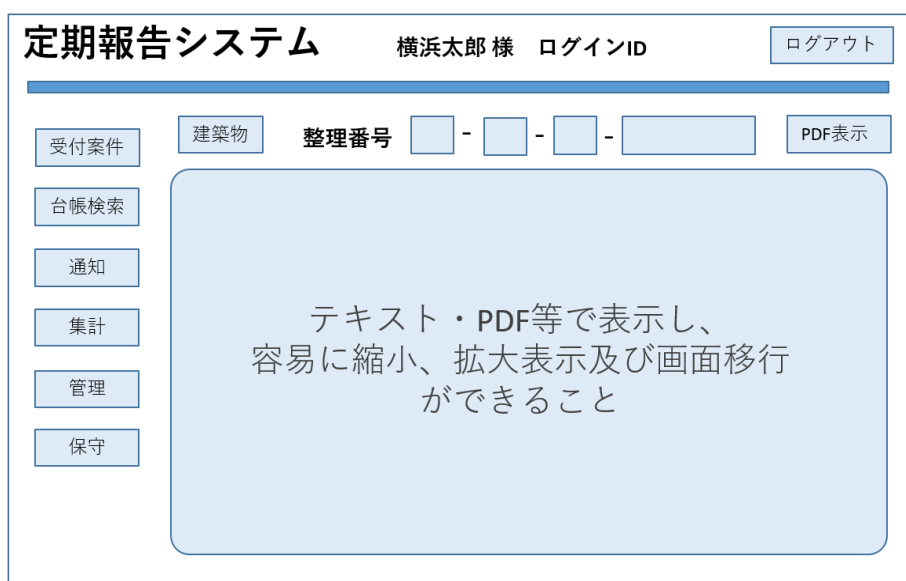 定期報告システム 横浜太郎 様 ログインID ログアウト
建築物 整理番号 - - - PDF表示
受付案件
台帳検索
通知
集計
管理
保守
テキスト・PDF等で表示し、
容易に縮小、拡大表示及び画面移行
ができること